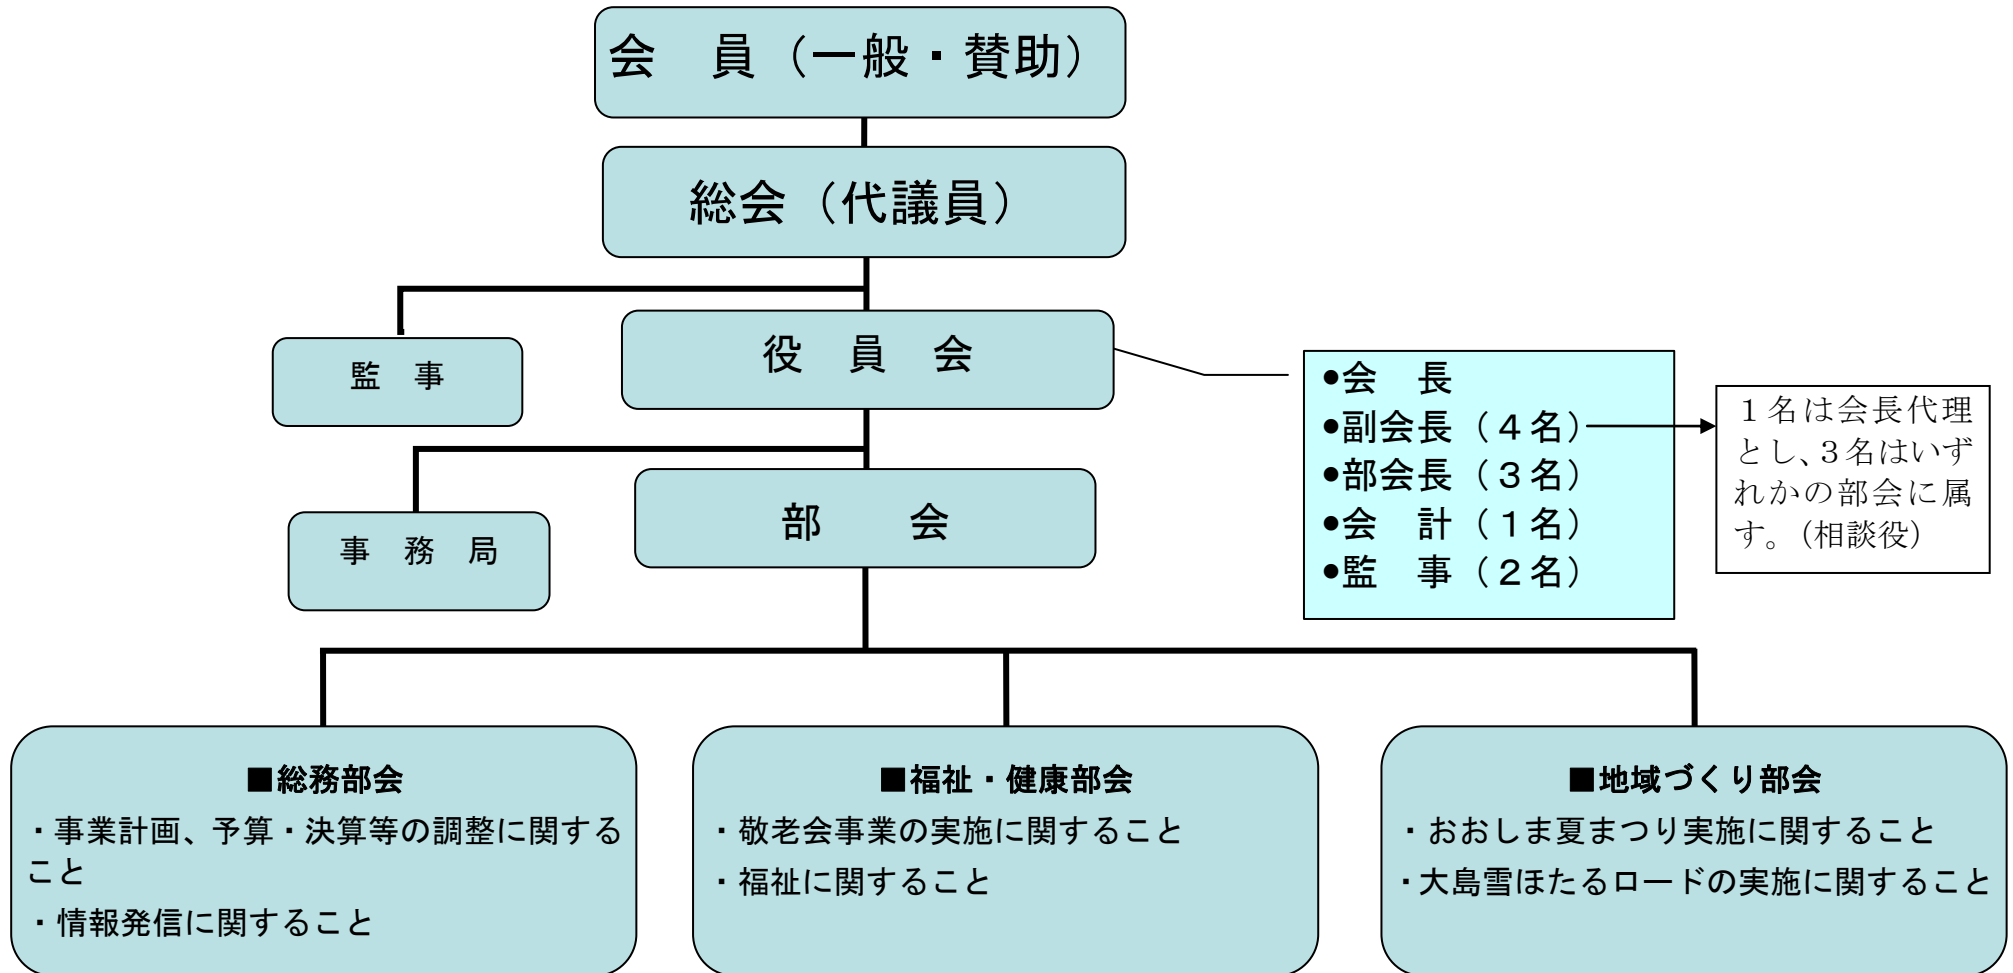 会　員（一般・賛助）
総会（代議員）
役　員　会
監　事
●会　長
●副会長（４名）
●部会長（３名）
●会　計（１名）
●監　事（２名）
１名は会長代理
とし、３名はいず
れかの部会に属
す。（相談役）
部　　会
事　務　局
■総務部会
・事業計画、予算・決算等の調整に関する
こと
・情報発信に関すること
■福祉・健康部会
・敬老会事業の実施に関すること
・福祉に関すること
■地域づくり部会
・おおしま夏まつり実施に関すること
・大島雪ほたるロードの実施に関すること